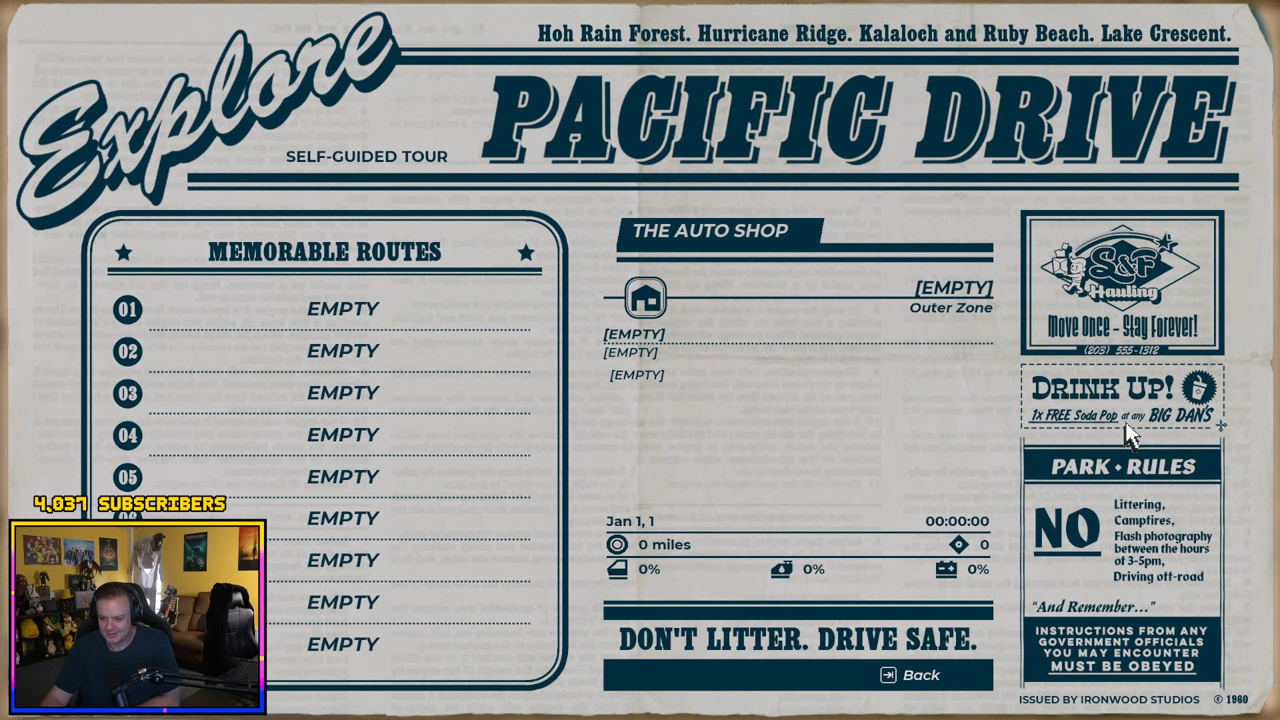 Explore
Hoh Rain Forest. Hurricane Ridge. Kalaloch and Ruby Beach. Lake Crescent.
SELF-GUIDED TOUR
PACIFIC DRIVE
MEMORABLE ROUTES
01 EMPTY
02 EMPTY
03 EMPTY
04 EMPTY
05 EMPTY
EMPTY
EMPTY
EMPTY
EMPTY
4,037 SUBSCRIBERS
THE AUTO SHOP
[EMPTY]
Outer Zone
[EMPTY]
[EMPTY]
[EMPTY]
Jan 1, 1 00:00:00
0 miles 0
0% 0% 0%
DON'T LITTER. DRIVE SAFE.
Back
S&F
Hauling
Move Once - Stay Forever!
(203) 555-1312
DRINK UP!
1x FREE Soda Pop at any BIG DAN'S
PARK • RULES
NO
Littering,
Campfires,
Flash photography
between the hours
of 3-5pm,
Driving off-road
"And Remember..."
INSTRUCTIONS FROM ANY
GOVERNMENT OFFICIALS
YOU MAY ENCOUNTER
MUST BE OBEYED
ISSUED BY IRONWOOD STUDIOS © 1960